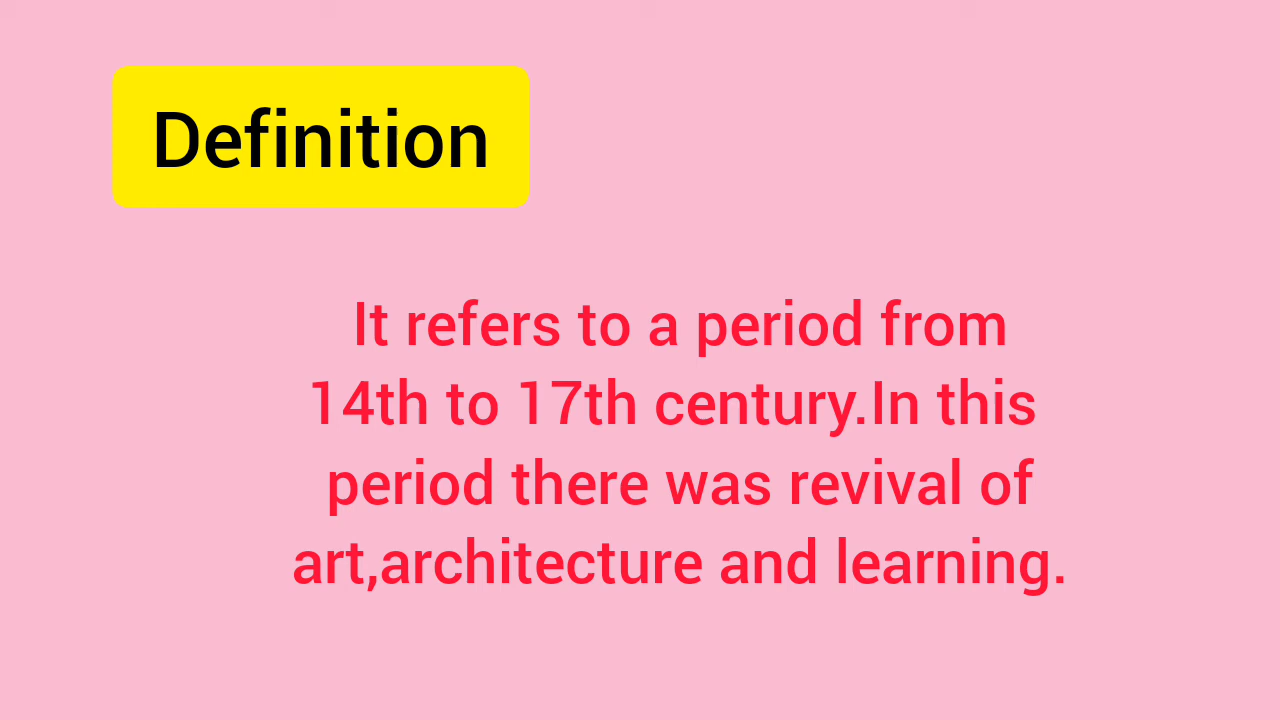 Definition
It refers to a period from
14th to 17th century.In this
period there was revival of
art,architecture and learning.